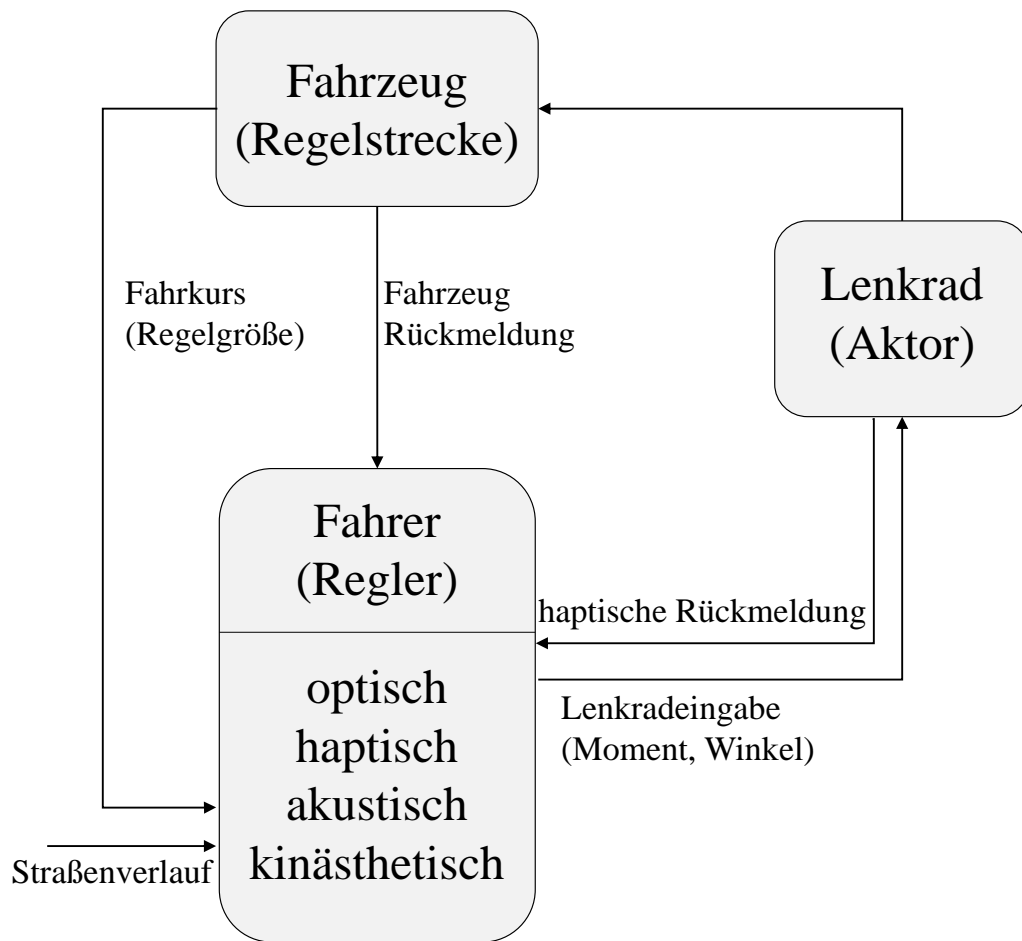 Fahrzeug
(Regelstrecke)
Fahrkurs
(Regelgröße)
Fahrzeug
Rückmeldung
Lenkrad
(Aktor)
Fahrer
(Regler)
haptische Rückmeldung
optisch
haptisch
akustisch
kinästhetisch
Lenkradeingabe
(Moment, Winkel)
Straßenverlauf